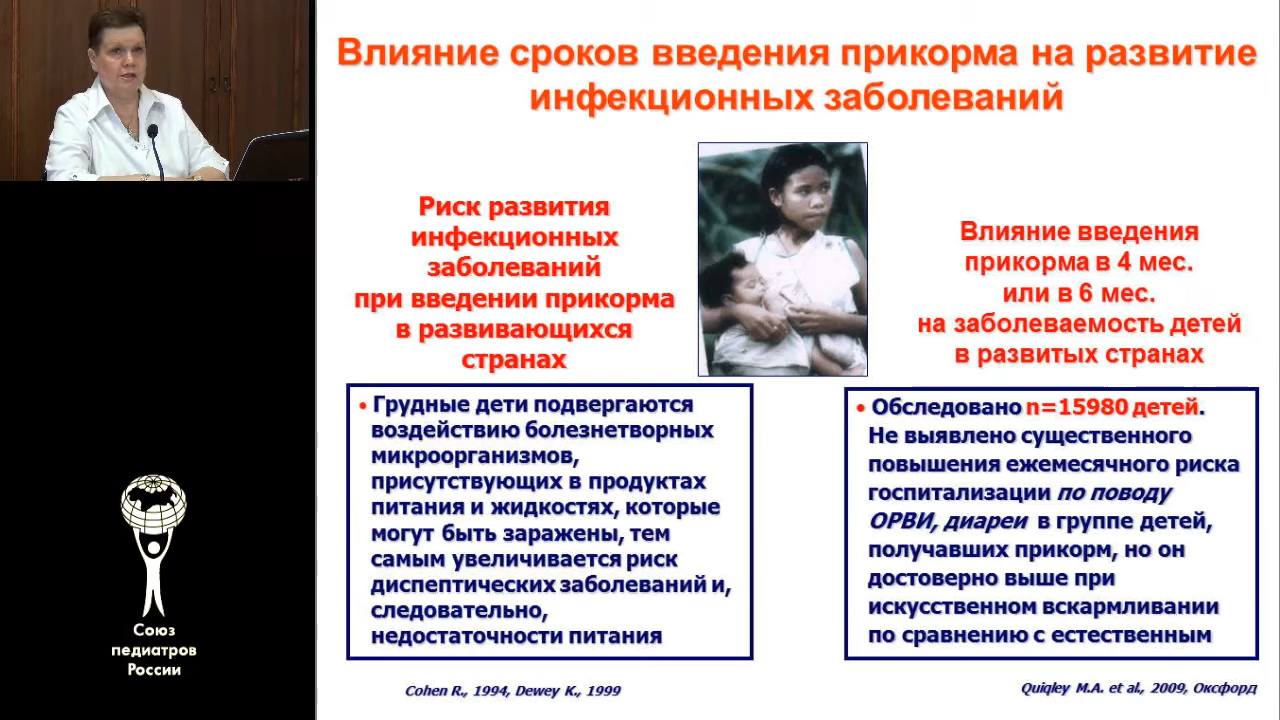 Влияние сроков введения прикорма на развитие
инфекционных заболеваний
Риск развития
инфекционных
заболеваний
при введении прикорма
в развивающихся
странах
Влияние введения
прикорма в 4 мес.
или в 6 мес.
на заболеваемость детей
в развитых странах
• Грудные дети подвергаются
воздействию болезнетворных
микроорганизмов,
присутствующих в продуктах
питания и жидкостях, которые
могут быть заражены, тем
самым увеличивается риск
диспептических заболеваний и,
следовательно,
недостаточности питания
• Обследовано n=15980 детей.
Не выявлено существенного
повышения ежемесячного риска
госпитализации по поводу
ОРВИ, диареи в группе детей,
получавших прикорм, но он
достоверно выше при
искусственном вскармливании
по сравнению с естественным
Cohen R., 1994, Dewey K., 1999
Quiqley M.A. et al., 2009, Оксфорд
Союз
педиатров
России